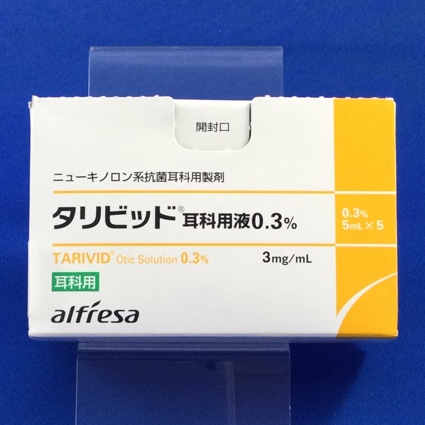 開封口
ニューキノロン系抗菌耳科用製剤
タリビッド® 耳科用液0.3%
0.3%
5mL×5
TARIVID® Otic Solution 0.3%
3mg/mL
耳科用
alfresa